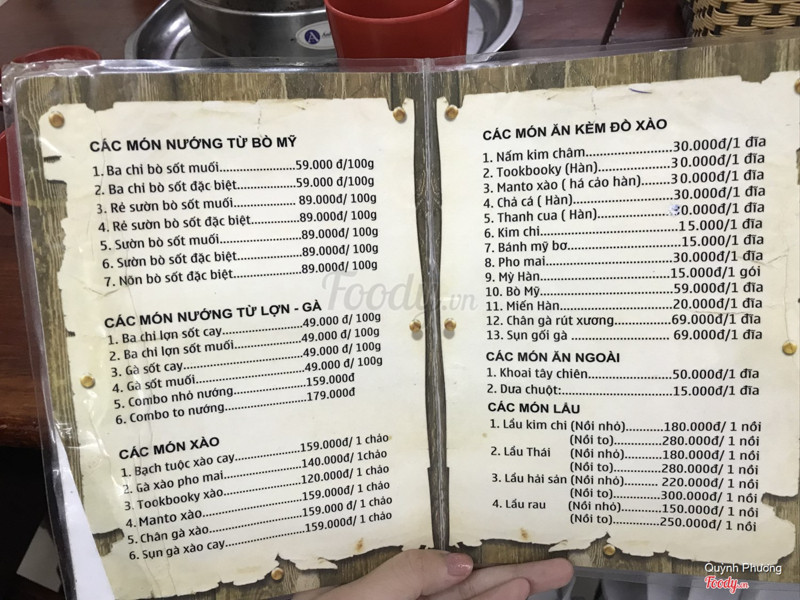 CÁC MÓN NƯỚNG TỪ BÒ MỸ
1. Ba chỉ bò sốt muối....................59.000 đ/100g
2. Ba chỉ bò sốt đặc biệt...............59.000 đ/100g
3. Rẻ sườn bò sốt muối............... 89.000đ/ 100g
4. Rẻ sườn bò sốt đặc biệt............89.000đ/ 100g
5. Sườn bò sốt muối....................89.000đ/ 100g
6. Sườn bò sốt đặc biệt...............89.000đ/ 100g
7. Nõn bò sốt đặc biệt.................89.000đ/ 100g
CÁC MÓN NƯỚNG TỪ LỢN - GÀ
1. Ba chỉ lợn sốt cay....................49.000 đ/ 100g
2. Ba chỉ lợn sốt muối.................49.000 đ/ 100g
3. Gà sốt cay..............................49.000 đ/ 100g
4. Gà sốt muối...........................49.000 đ/ 100g
5. Combo nhỏ nướng................159.000đ
6. Combo to nướng..................179.000đ
CÁC MÓN XÀO
1. Bạch tuộc xào cay................159.000đ/ 1 chảo
2. Gà xào pho mai....................140.000đ/ 1chảo
3. Tookbooky xào....................120.000đ/ 1 chảo
4. Manto xào...........................159.000đ/ 1 chảo
5. Chân gà xào........................159.000đ/ 1 chảo
6. Sụn gà xào cay....................159.000đ/ 1 chảo
CÁC MÓN ĂN KÈM ĐỒ XÀO
1. Nấm kim châm....................30.000đ/1 đĩa
2. Tookbooky (Hàn)..................30.000đ/1 đĩa
3. Manto xào ( há cảo hàn)........30.000đ/1 đĩa
4. Chả cá ( Hàn)......................30.000đ/1 đĩa
5. Thanh cua ( Hàn).................30.000đ/1 đĩa
6. Kim chi................................15.000/1 đĩa
7. Bánh mỹ bơ........................15.000/1 đĩa
8. Pho mai..............................30.000đ/1 đĩa
9. Mỳ Hàn..............................15.000đ/1 gói
10. Bò Mỹ..............................59.000đ/1 đĩa
11. Miến Hàn.........................20.000đ/1 đĩa
12. Chân gà rút xương..............69.000đ/1 đĩa
13. Sụn gối gà ....................... 69.000đ/1 đĩa
CÁC MÓN ĂN NGOÀI
1. Khoai tây chiên....................50.000đ/1 đĩa
2. Dưa chuột:..........................15.000đ/1 đĩa
CÁC MÓN LẨU
1. Lẩu kim chi (Nồi nhỏ)..........180.000đ/ 1 nồi
(Nồi to).............280.000đ/ 1 nồi
2. Lẩu Thái (Nồi nhỏ)..........180.000đ/ 1 nồi
(Nồi to).............280.000đ/ 1 nồi
3. Lẩu hải sản (Nồi nhỏ).......... 220.000đ/ 1 nồi
(Nồi to).............300.000đ/ 1 nồi
4. Lẩu rau (Nồi nhỏ)..........150.000đ/ 1 nồi
(Nồi to).............250.000đ/ 1 nồi
Foody.vn
Quỳnh Phương
Foody.vn